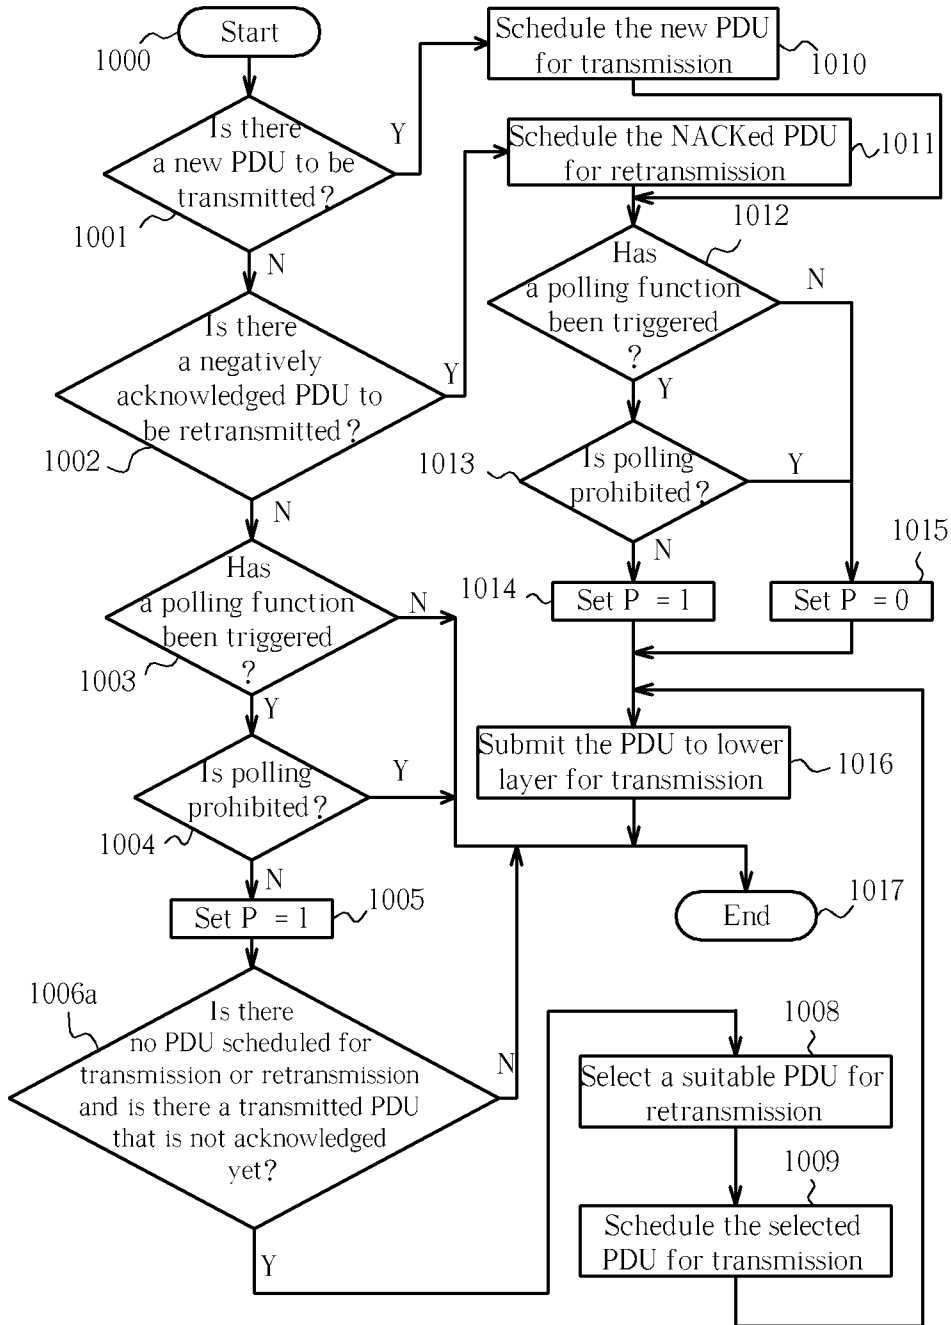 Start
1000
Is there
a new PDU to be
transmitted?
1001
Y
N
Is there
a negatively
acknowledged PDU to
be retransmitted?
1002
Y
N
Has
a polling function
been triggered
?
1003
N
Y
Is polling
prohibited?
1004
Y
N
Set P = 1
1005
1006a
Is there
no PDU scheduled for
transmission or retransmission
and is there a transmitted PDU
that is not acknowledged
yet?
N
Y
Schedule the new PDU
for transmission
1010
Schedule the NACKed PDU
for retransmission
1011
1012
Has
a polling function
been triggered
?
N
Y
1013
Is polling
prohibited?
Y
N
1014
Set P = 1
1015
Set P = 0
Submit the PDU to lower
layer for transmission
1016
End
1017
1008
Select a suitable PDU for
retransmission
1009
Schedule the selected
PDU for transmission